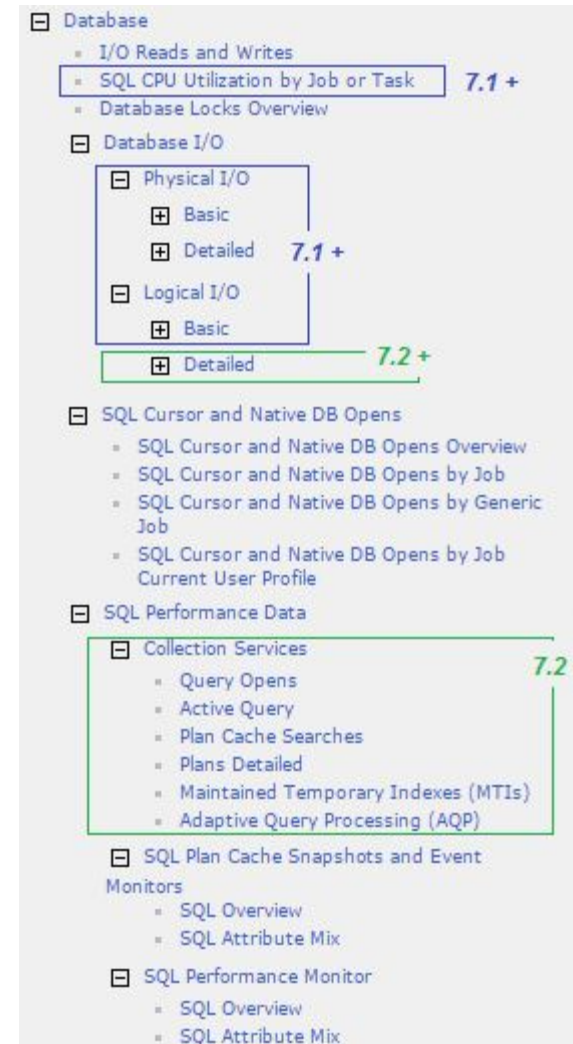 Database
I/O Reads and Writes
SQL CPU Utilization by Job or Task 7.1 +
Database Locks Overview
Database I/O
Physical I/O
Basic
Detailed 7.1 +
Logical I/O
Basic
Detailed 7.2 +
SQL Cursor and Native DB Opens
SQL Cursor and Native DB Opens Overview
SQL Cursor and Native DB Opens by Job
SQL Cursor and Native DB Opens by Generic
Job
SQL Cursor and Native DB Opens by Job
Current User Profile
SQL Performance Data
Collection Services
7.2
Query Opens
Active Query
Plan Cache Searches
Plans Detailed
Maintained Temporary Indexes (MTIs)
Adaptive Query Processing (AQP)
SQL Plan Cache Snapshots and Event
Monitors
SQL Overview
SQL Attribute Mix
SQL Performance Monitor
SQL Overview
SQL Attribute Mix